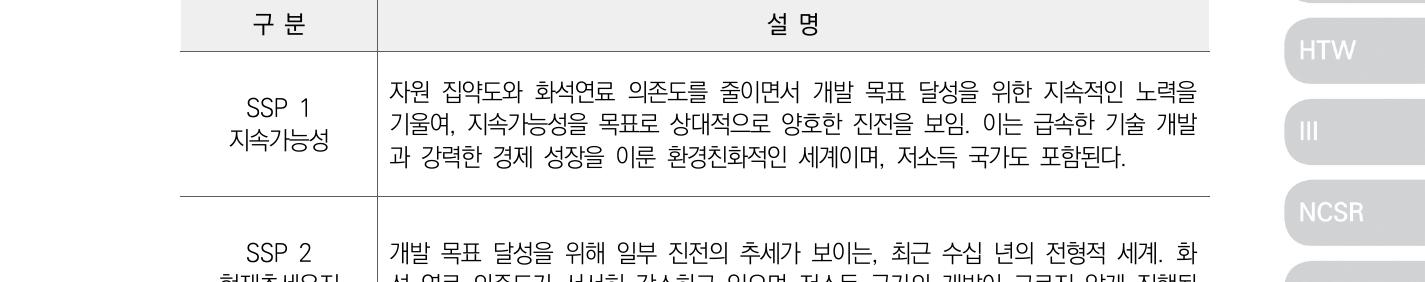 구 분
설 명
HTW
SSP 1
지속가능성
자원 집약도와 화석연료 의존도를 줄이면서 개발 목표 달성을 위한 지속적인 노력을
기울여, 지속가능성을 목표로 상대적으로 양호한 진전을 보임. 이는 급속한 기술 개발
과 강력한 경제 성장을 이룬 환경친화적인 세계이며, 저소득 국가도 포함된다.
III
NCSR
SSP 2
개발 목표 달성을 위해 일부 진전의 추세가 보이는, 최근 수십 년의 전형적 세계. 화